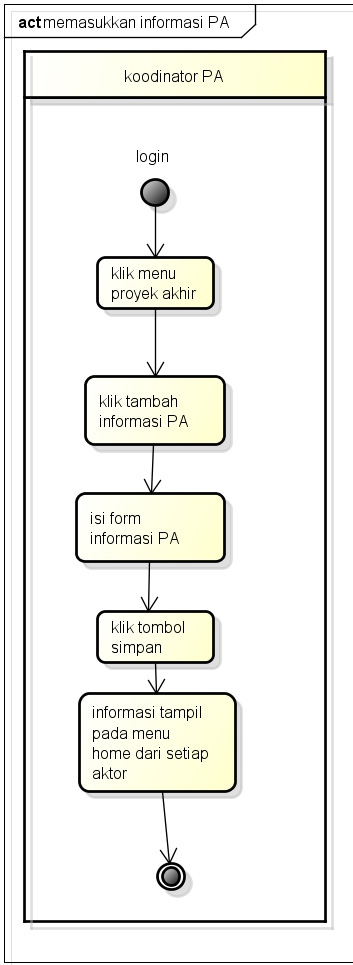 act memasukkan informasi PA
koodinator PA
login
klik menu
proyek akhir
klik tambah
informasi PA
isi form
informasi PA
klik tombol
simpan
informasi tampil
pada menu
home dari setiap
aktor